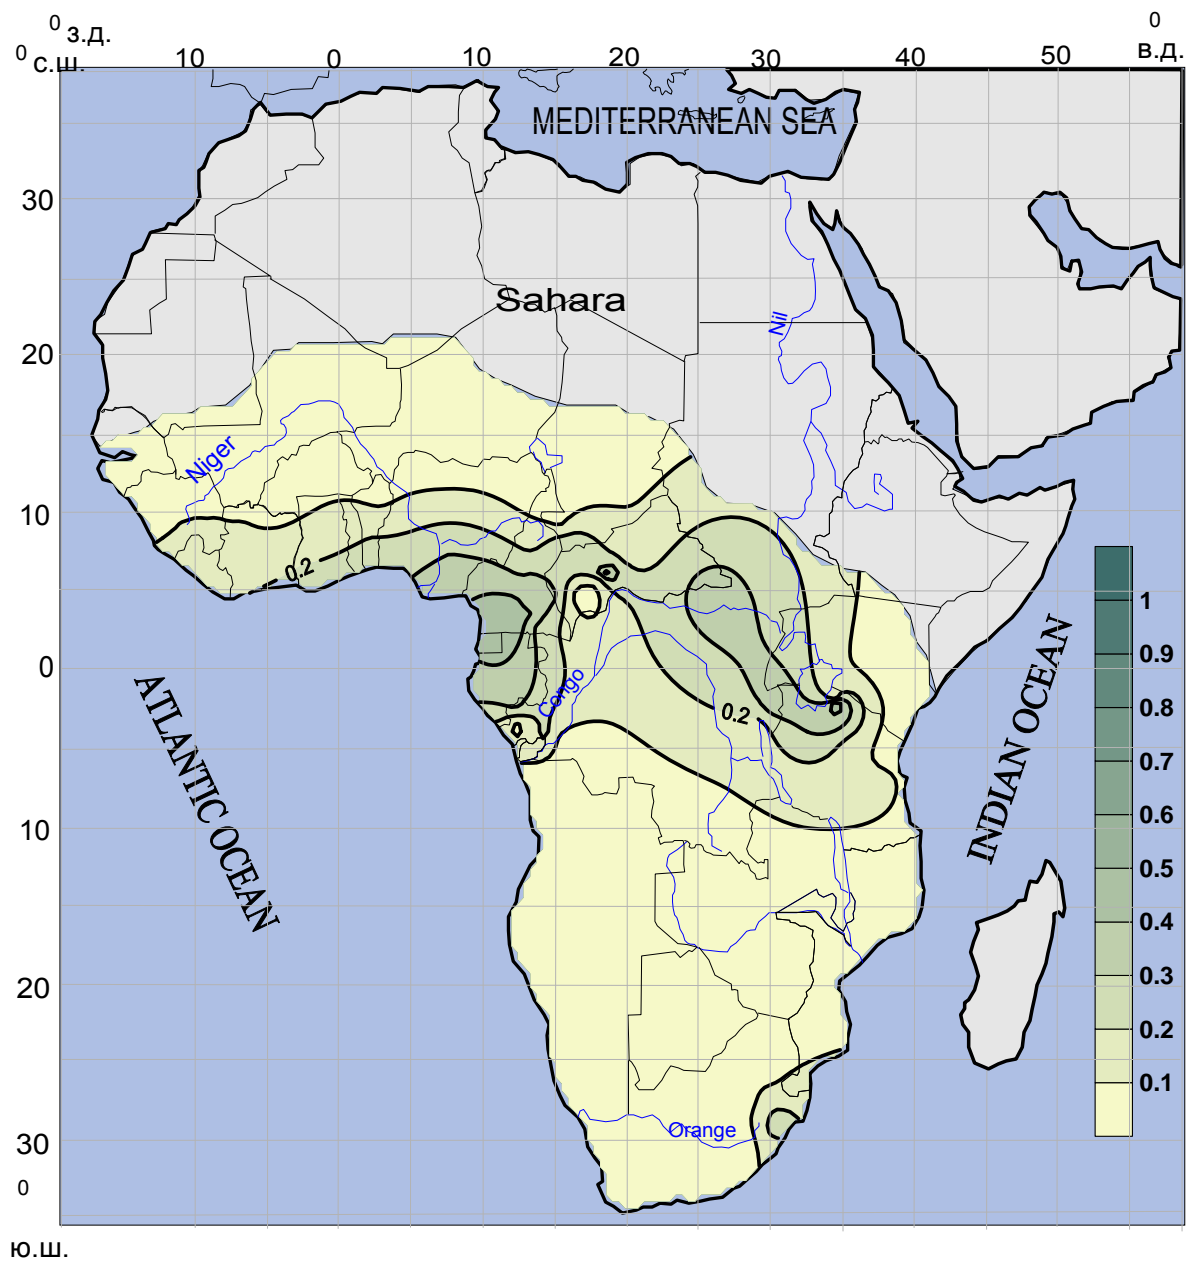 0 з.д.
0 в.д.
0 с.ш.
10 0 10 20 30 40 50
MEDITERRANEAN SEA
30
Sahara
Nil
20
Niger
10
0.2
1
0
0.9
ATLANTIC OCEAN
Congo
0.2
INDIAN OCEAN
0.8
0.7
10
0.6
0.5
0.4
20
0.3
0.2
0.1
Orange
30
0
ю.ш.